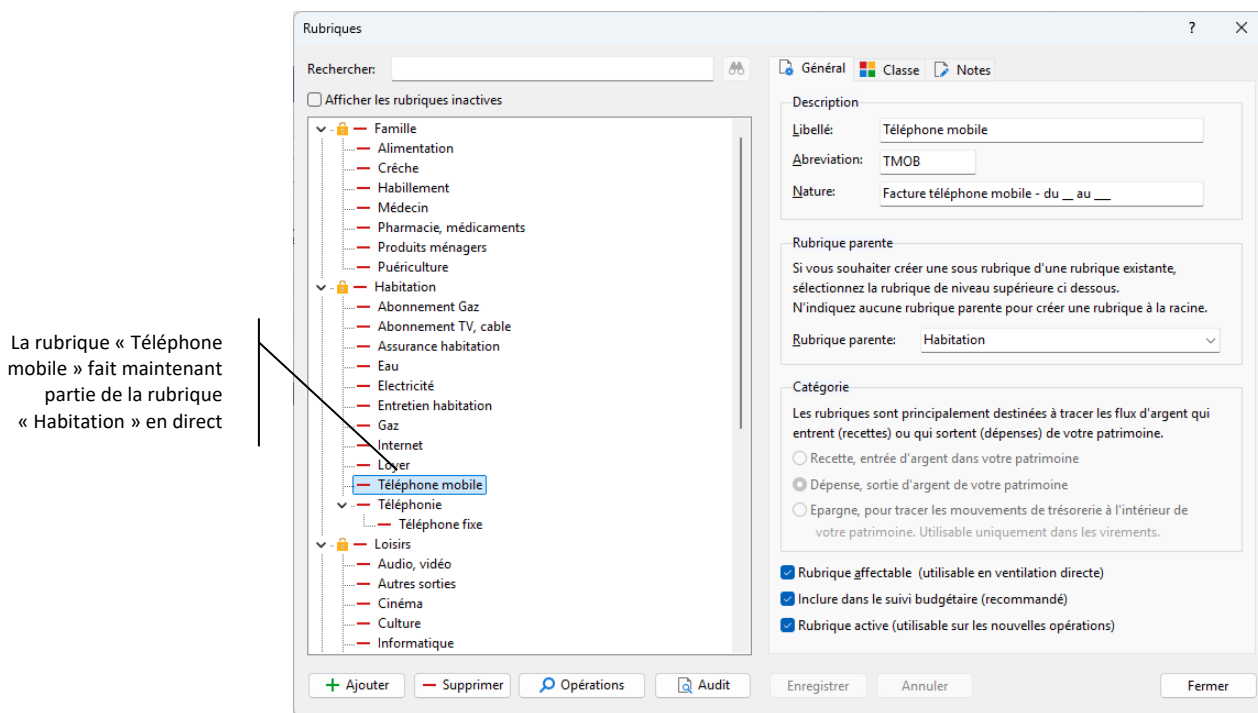 Rubriques
?
Rechercher:
Afficher les rubriques inactives
Famille
Alimentation
Crêche
Habillement
Médecin
Pharmacie, médicaments
Produits ménagers
Puériculture
Habitation
Abonnement Gaz
Abonnement TV, cable
Assurance habitation
Eau
Electricité
Entretien habitation
Gaz
Internet
Loyer
Téléphone mobile
Téléphonie
Téléphone fixe
Loisirs
Audio, vidéo
Autres sorties
Cinéma
Culture
Informatique
Ajouter
Supprimer
Opérations
Audit
Général Classe Notes
Description
Libellé: Téléphone mobile
Abreviation: TMOB
Nature: Facture téléphone mobile - du __ au ___
Rubrique parente
Si vous souhaiter créer une sous rubrique d'une rubrique existante,
sélectionnez la rubrique de niveau supérieure ci dessous.
N'indiquez aucune rubrique parente pour créer une rubrique à la racine.
Rubrique parente: Habitation
Catégorie
Les rubriques sont principalement destinées à tracer les flux d'argent qui
entrent (recettes) ou qui sortent (dépenses) de votre patrimoine.
Recette, entrée d'argent dans votre patrimoine
Dépense, sortie d'argent de votre patrimoine
Epargne, pour tracer les mouvements de trésorerie à l'intérieur de
votre patrimoine. Utilisable uniquement dans les virements.
Rubrique affectable (utilisable en ventilation directe)
Inclure dans le suivi budgétaire (recommandé)
Rubrique active (utilisable sur les nouvelles opérations)
Enregistrer
Annuler
Fermer
La rubrique « Téléphone
mobile » fait maintenant
partie de la rubrique
« Habitation » en direct